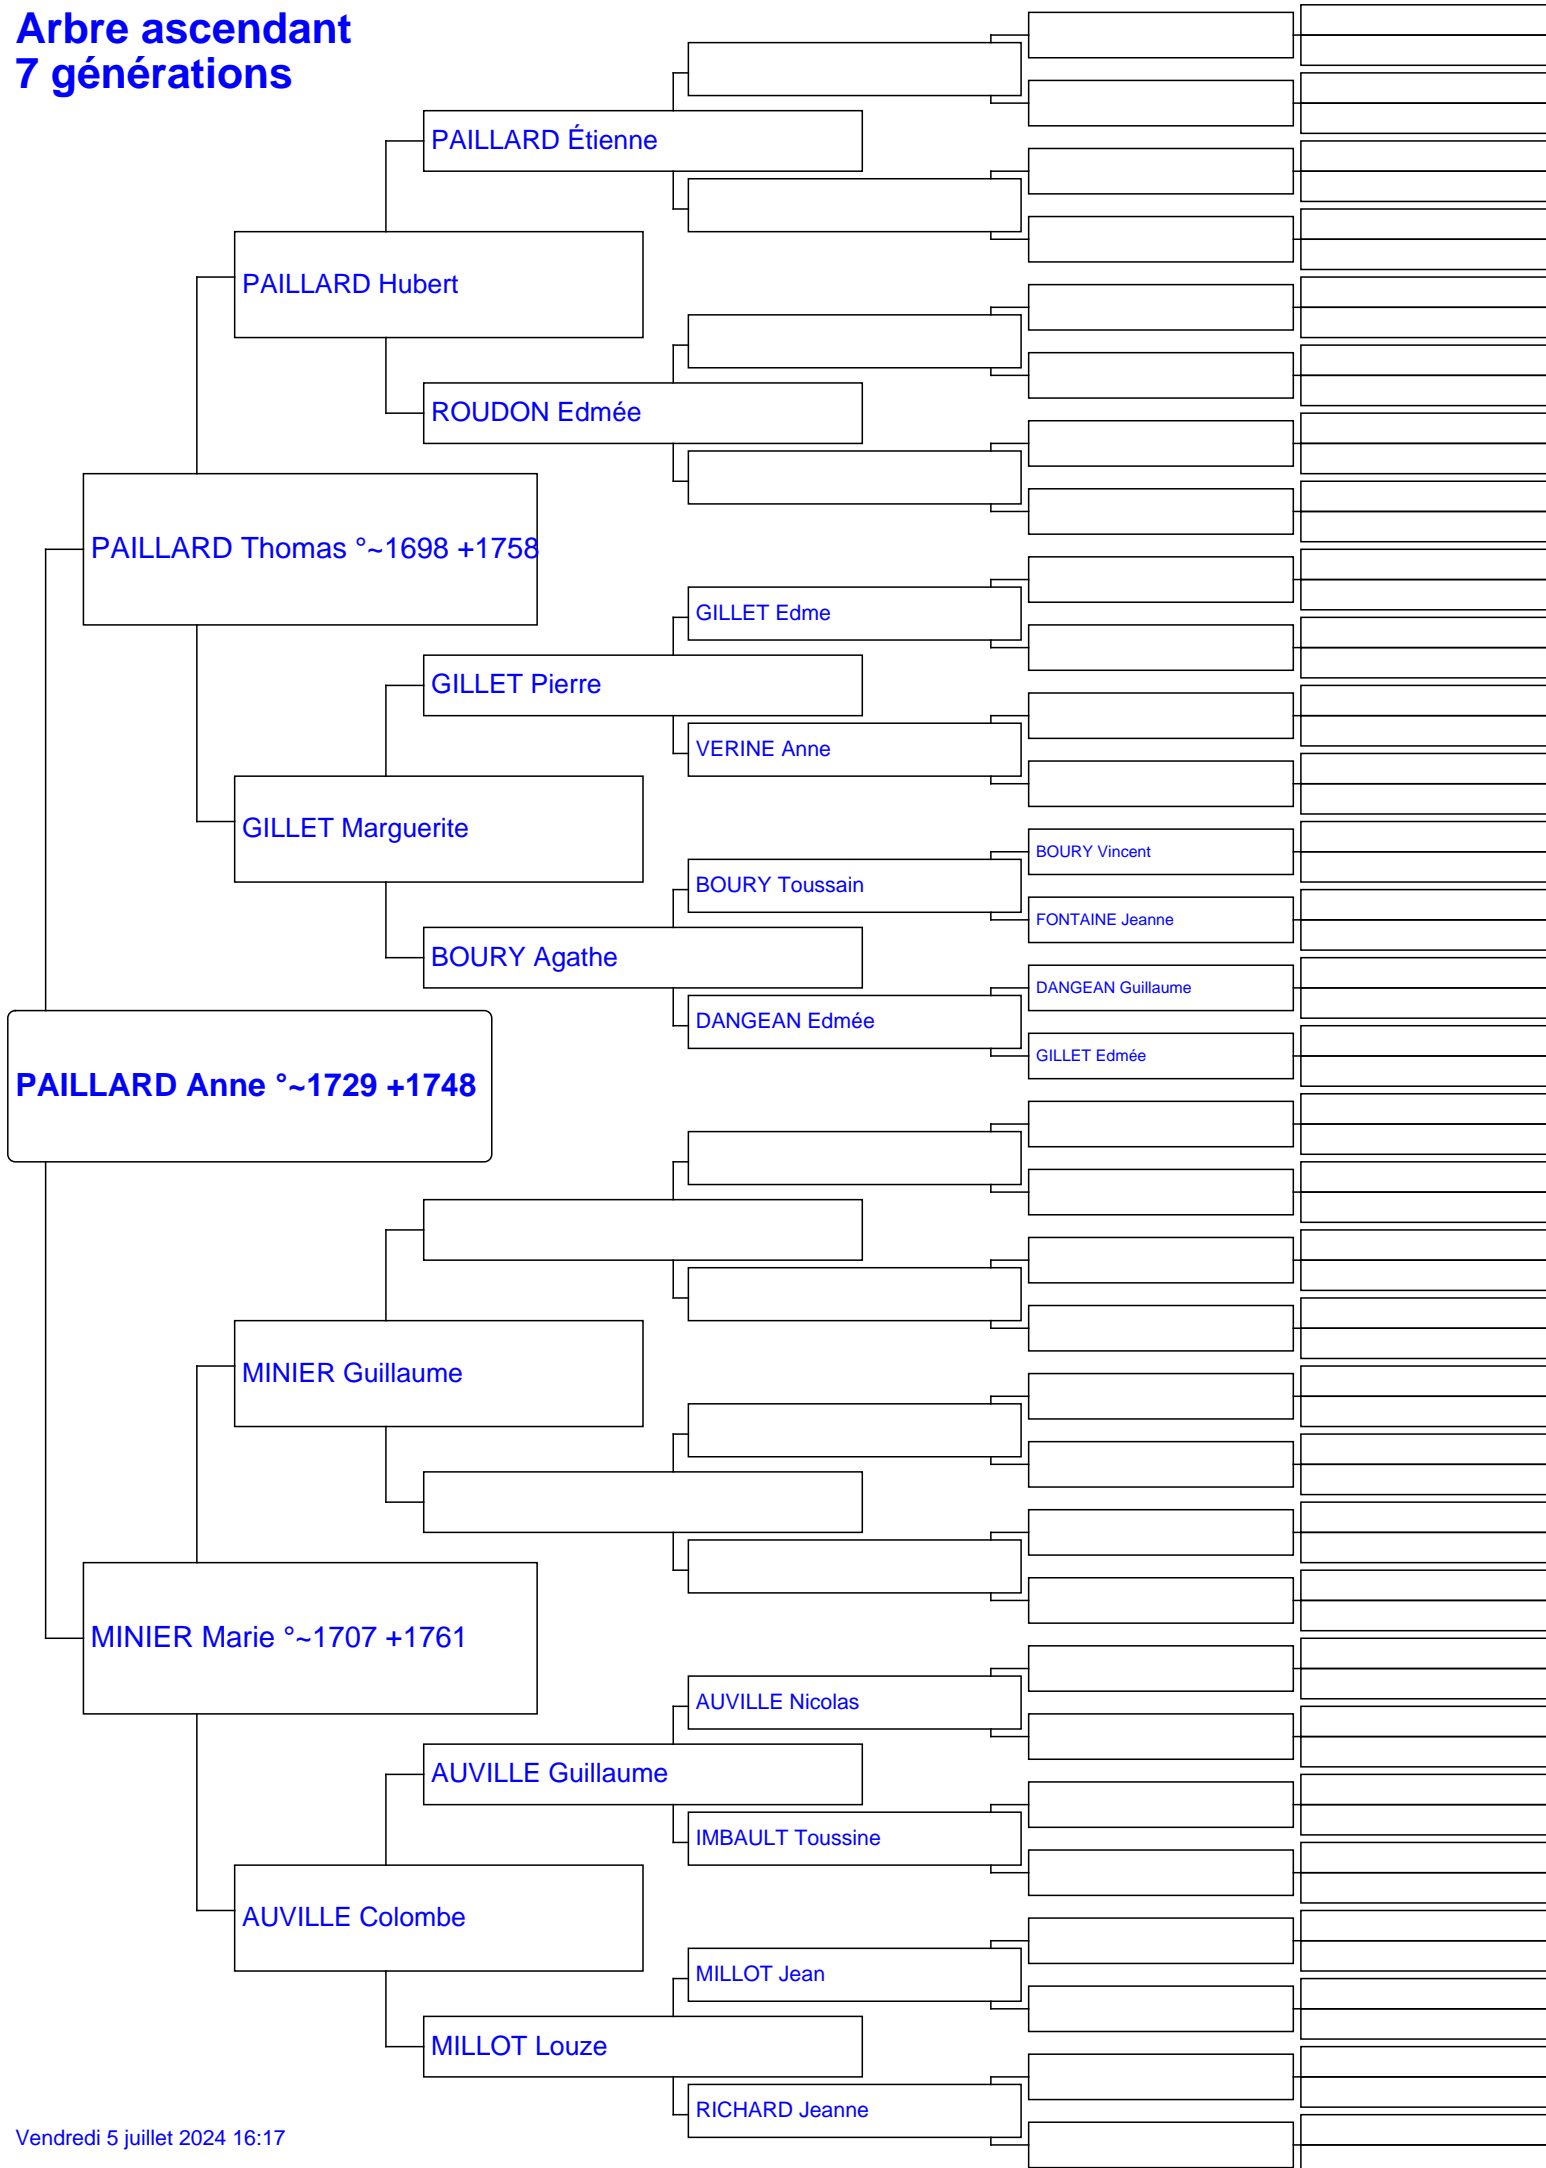 Arbre ascendant
7 générations
PAILLARD Étienne
PAILLARD Hubert
ROUDON Edmée
PAILLARD Thomas °~1698 +1758
GILLET Edme
GILLET Pierre
VERINE Anne
GILLET Marguerite
BOURY Vincent
BOURY Toussain
FONTAINE Jeanne
BOURY Agathe
DANGEAN Guillaume
DANGEAN Edmée
GILLET Edmée
PAILLARD Anne °~1729 +1748
MINIER Guillaume
MINIER Marie °~1707 +1761
AUVILLE Nicolas
AUVILLE Guillaume
IMBAULT Toussine
AUVILLE Colombe
MILLOT Jean
MILLOT Louze
RICHARD Jeanne
Vendredi 5 juillet 2024 16:17